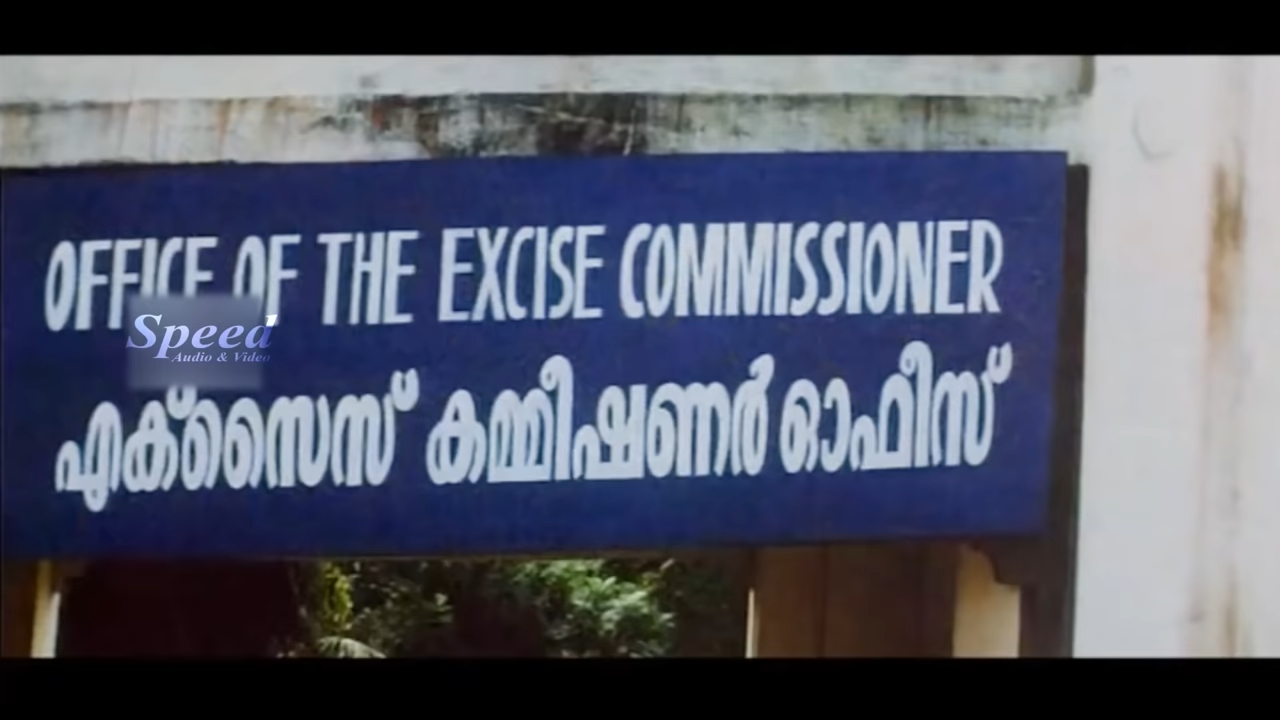 OFFICE OF THE EXCISE COMMISSIONER
Speed
Audio & Video
എക്സൈസ് കമ്മീഷണർ ഓഫീസ്